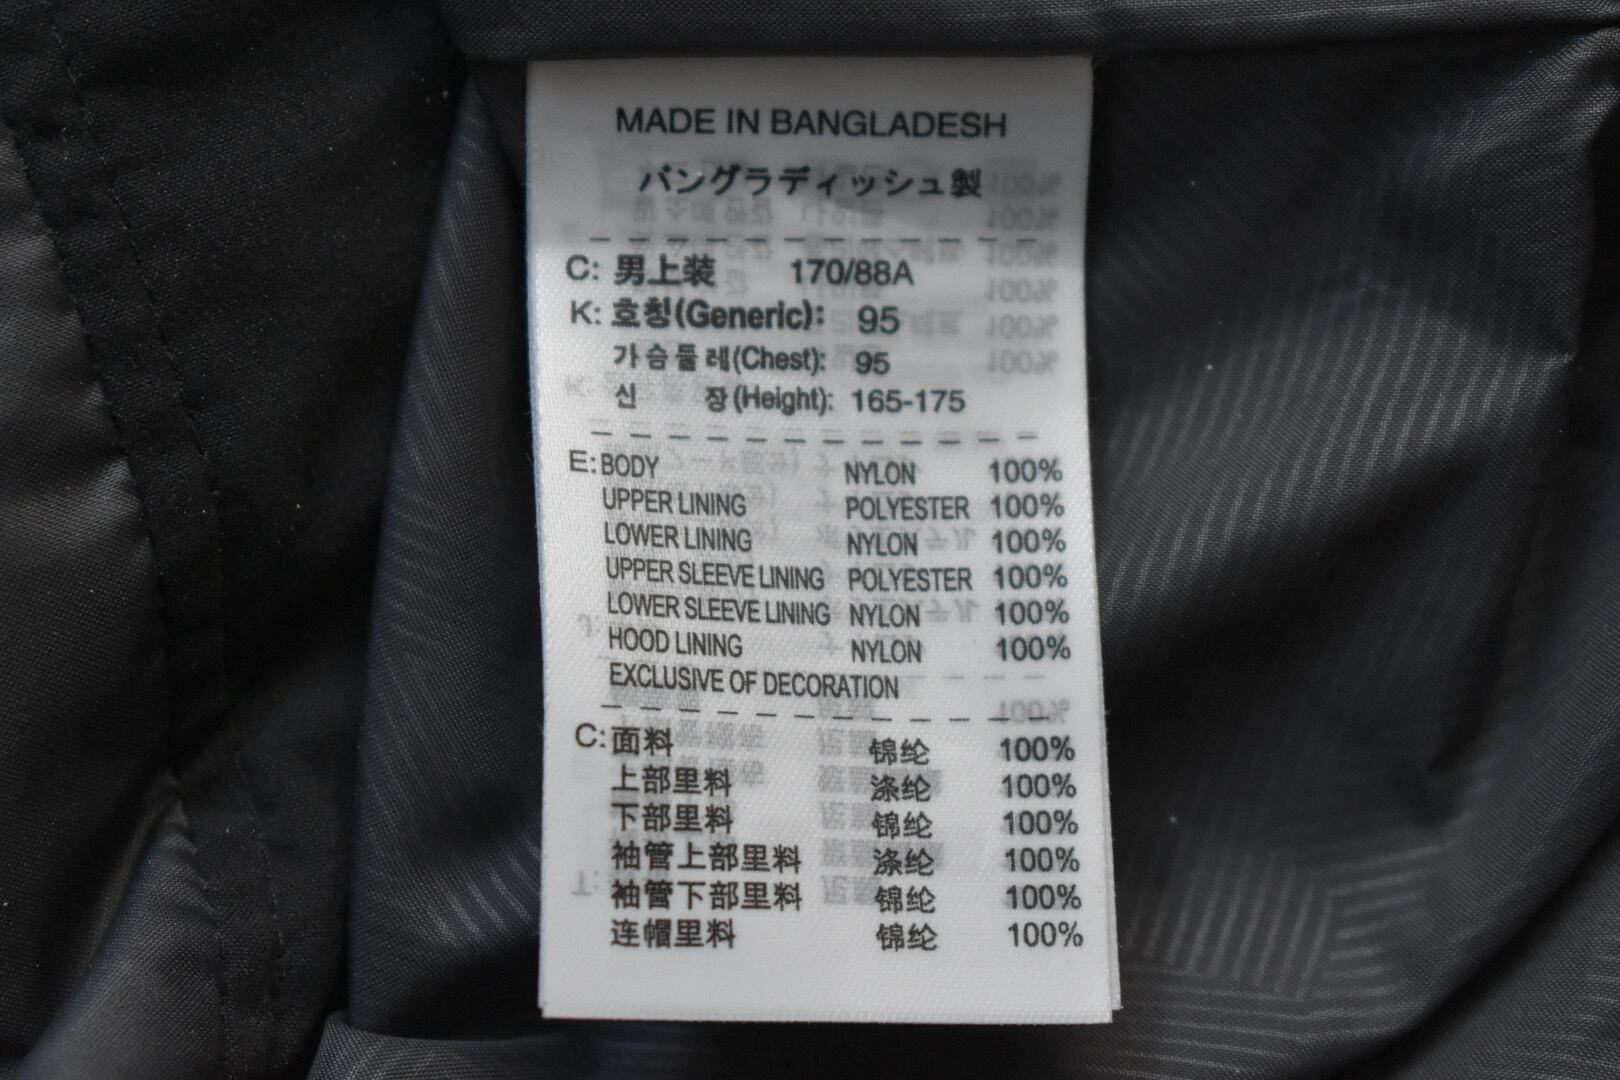 MADE IN BANGLADESH
バングラディッシュ製
C: 男上装 170/88A
K: 호칭(Generic): 95
가슴둘레(Chest): 95
신 장(Height): 165-175
E: BODY NYLON 100%
UPPER LINING POLYESTER 100%
LOWER LINING NYLON 100%
UPPER SLEEVE LINING POLYESTER 100%
LOWER SLEEVE LINING NYLON 100%
HOOD LINING NYLON 100%
EXCLUSIVE OF DECORATION
C: 面料 锦纶 100%
上部里料 涤纶 100%
下部里料 锦纶 100%
袖管上部里料 涤纶 100%
袖管下部里料 锦纶 100%
连帽里料 锦纶 100%